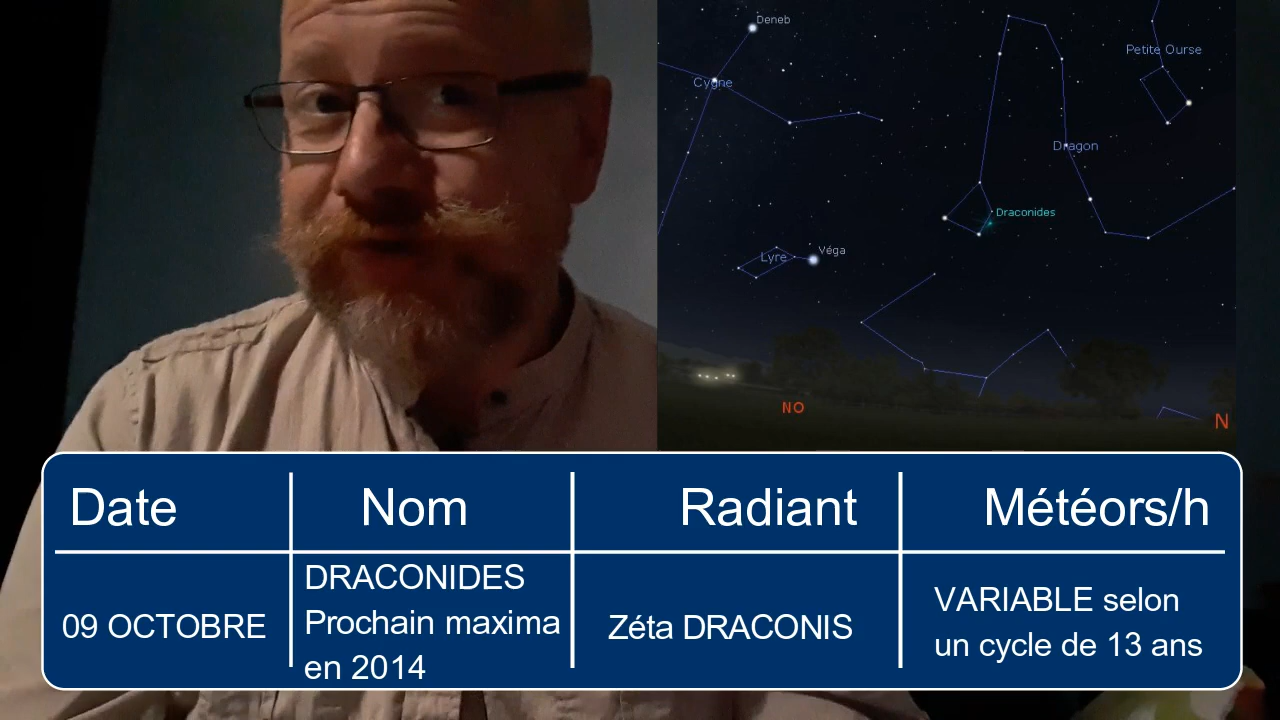 Deneb
Petite Ourse
Cygne
Dragon
Draconides
Véga
Lyre
NO
N
Date
Nom
Radiant
Météors/h
09 OCTOBRE
DRACONIDES
Prochain maxima
en 2014
Zéta DRACONIS
VARIABLE selon
un cycle de 13 ans